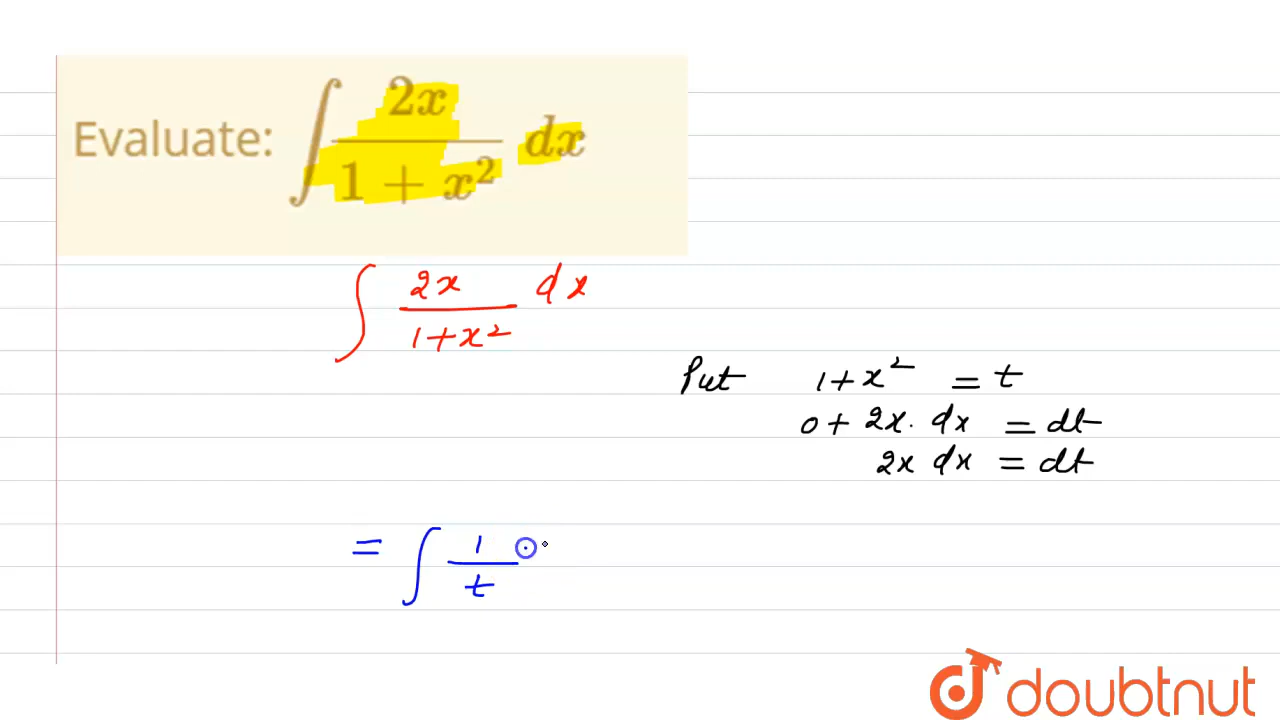 Evaluate: ∫ 2x/(1 + x²) dx
∫ 2x/(1+x²) dx
Put 1+x² = t
0+ 2x. dx = dt
2x dx = dt
= ∫ 1/t
doubtnut